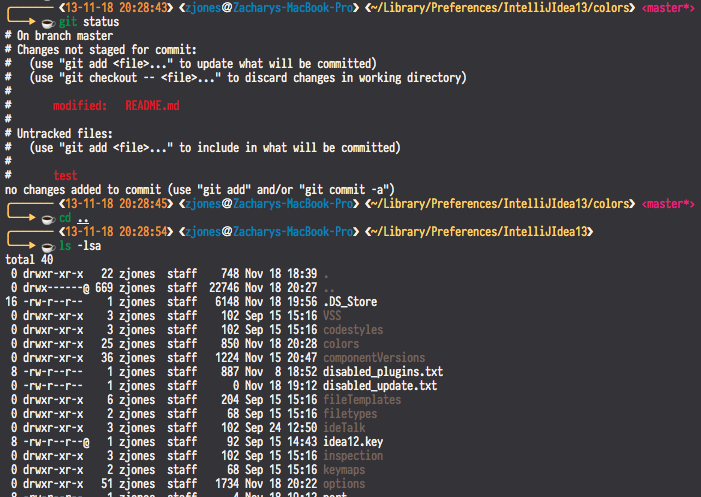 <13-11-18 20:28:43> <zjones@Zacharys-MacBook-Pro> <~/Library/Preferences/IntelliJIdea13/colors> <master*>
git status
# On branch master
# Changes not staged for commit:
#   (use "git add <file>..." to update what will be committed)
#   (use "git checkout -- <file>..." to discard changes in working directory)
#
#       modified:   README.md
#
# Untracked files:
#   (use "git add <file>..." to include in what will be committed)
#
#       test
no changes added to commit (use "git add" and/or "git commit -a")
<13-11-18 20:28:45> <zjones@Zacharys-MacBook-Pro> <~/Library/Preferences/IntelliJIdea13/colors> <master*>
cd ..
<13-11-18 20:28:54> <zjones@Zacharys-MacBook-Pro> <~/Library/Preferences/IntelliJIdea13>
ls -lsa
total 40
 0 drwxr-xr-x   22 zjones  staff    748 Nov 18 18:39 .
 0 drwx------@ 669 zjones  staff  22746 Nov 18 20:27 ..
16 -rw-r--r--    1 zjones  staff   6148 Nov 18 19:56 .DS_Store
 0 drwxr-xr-x    3 zjones  staff    102 Sep 15 15:16 VSS
 0 drwxr-xr-x    3 zjones  staff    102 Sep 15 15:16 codestyles
 0 drwxr-xr-x   25 zjones  staff    850 Nov 18 20:28 colors
 0 drwxr-xr-x   36 zjones  staff   1224 Nov 15 20:47 componentVersions
 8 -rw-r--r--    1 zjones  staff    887 Nov  8 18:52 disabled_plugins.txt
 0 -rw-r--r--    1 zjones  staff      0 Nov 18 19:12 disabled_update.txt
 0 drwxr-xr-x    6 zjones  staff    204 Sep 15 15:16 fileTemplates
 0 drwxr-xr-x    2 zjones  staff     68 Sep 15 15:16 filetypes
 0 drwxr-xr-x    3 zjones  staff    102 Sep 24 12:50 ideTalk
 8 -rw-r--r--@   1 zjones  staff     92 Sep 15 14:43 idea12.key
 0 drwxr-xr-x    3 zjones  staff    102 Sep 15 15:16 inspection
 0 drwxr-xr-x    2 zjones  staff     68 Sep 15 15:16 keymaps
 0 drwxr-xr-x   51 zjones  staff   1734 Nov 18 20:22 options
 8 -rw-r--r--    1 zjones  staff      4 Nov 18 19:12 port